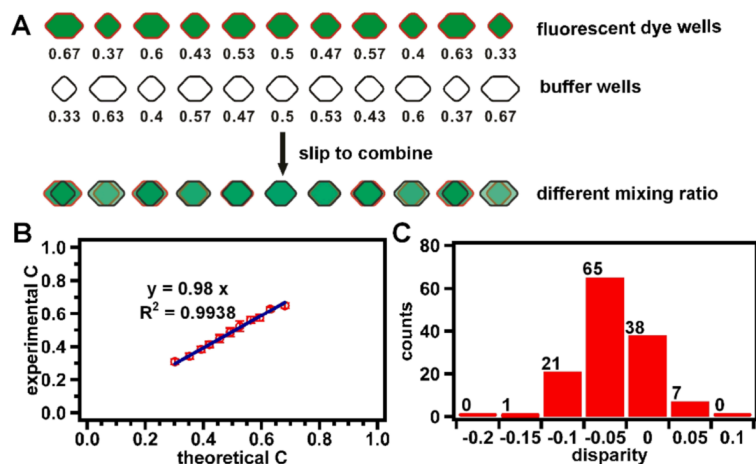 A
fluorescent dye wells
0.67 0.37 0.6 0.43 0.53 0.5 0.47 0.57 0.4 0.63 0.33
buffer wells
0.33 0.63 0.4 0.57 0.47 0.5 0.53 0.43 0.6 0.37 0.67
slip to combine
different mixing ratio
B
experimental C
1.0
0.8
0.6
0.4
0.2
0.0
y = 0.98 x
R² = 0.9938
0.0 0.2 0.4 0.6 0.8 1.0
theoretical C
C
counts
80
60
40
20
0
0 1 21 65 38 7 0
-0.2 -0.15 -0.1 -0.05 0 0.05 0.1
disparity